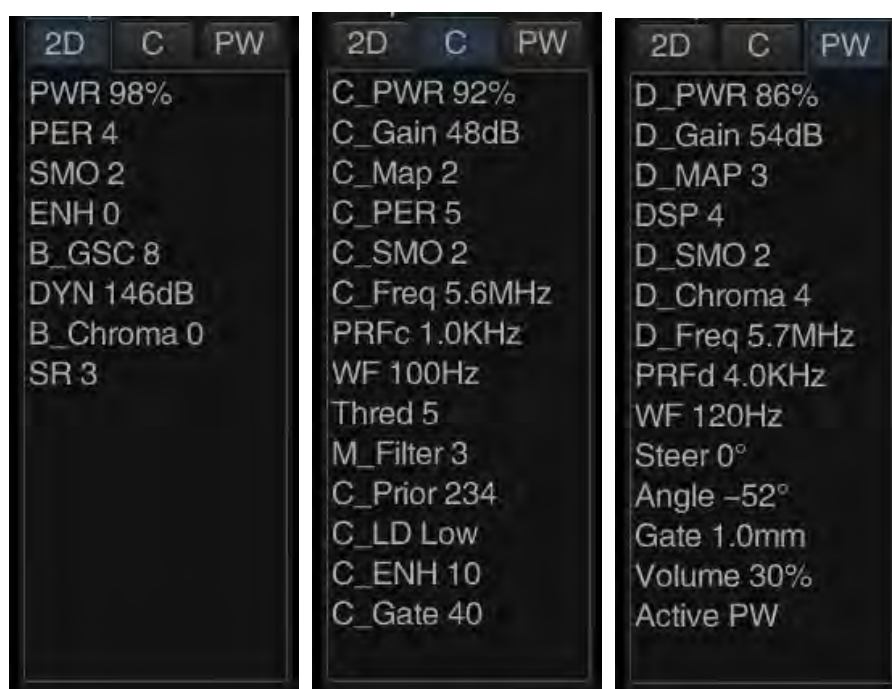 2D C PW
PWR 98%
PER 4
SMO 2
ENH 0
B_GSC 8
DYN 146dB
B_Chroma 0
SR 3
2D C PW
C_PWR 92%
C_Gain 48dB
C_Map 2
C_PER 5
C_SMO 2
C_Freq 5.6MHz
PRFc 1.0KHz
WF 100Hz
Thred 5
M_Filter 3
C_Prior 234
C_LD Low
C_ENH 10
C_Gate 40
2D C PW
D_PWR 86%
D_Gain 54dB
D_MAP 3
DSP 4
D_SMO 2
D_Chroma 4
D_Freq 5.7MHz
PRFd 4.0KHz
WF 120Hz
Steer 0°
Angle −52°
Gate 1.0mm
Volume 30%
Active PW